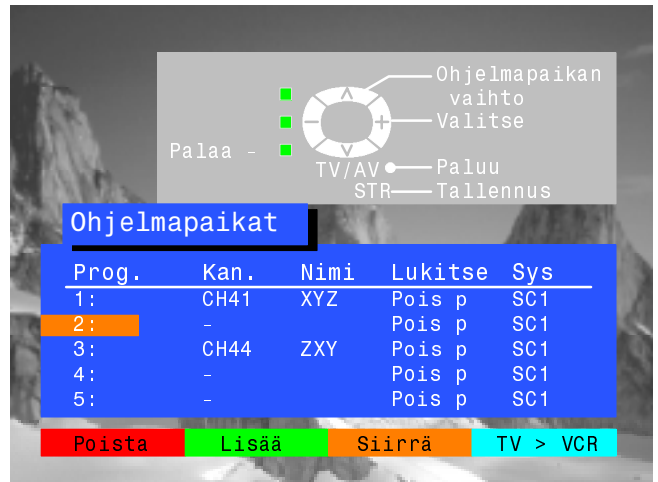 Ohjelmapaikan
vaihto
Valitse
Palaa –
TV/AV Paluu
STR Tallennus
Ohjelmapaikat
Prog. Kan. Nimi Lukitse Sys
1: CH41 XYZ Pois p SC1
2: – Pois p SC1
3: CH44 ZXY Pois p SC1
4: – Pois p SC1
5: – Pois p SC1
Poista Lisää Siirrä TV > VCR